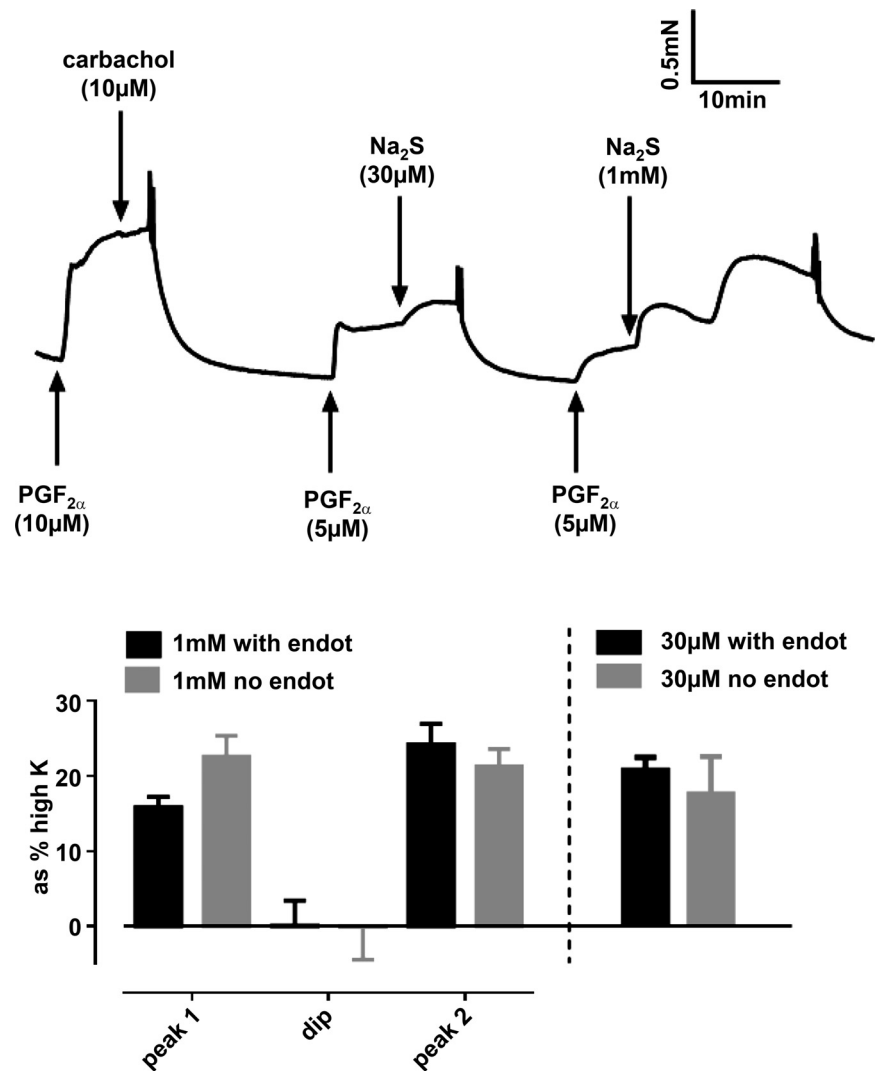 carbachol
(10µM)
0.5mN
10min
Na₂S
(30µM)
Na₂S
(1mM)
PGF₂α
(10µM)
PGF₂α
(5µM)
PGF₂α
(5µM)
1mM with endot
1mM no endot
30µM with endot
30µM no endot
as % high K
30
20
10
0
peak 1
dip
peak 2